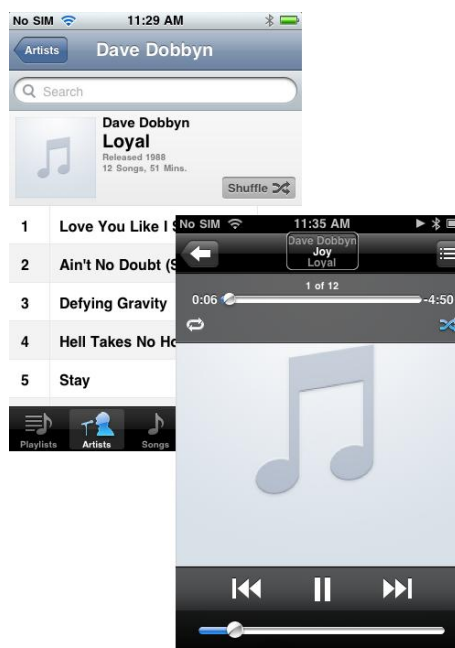 No SIM 11:29 AM
Artists Dave Dobbyn
Search
Dave Dobbyn
Loyal
Released 1988
12 Songs, 51 Mins.
Shuffle
1 Love You Like I
2 Ain't No Doubt
3 Defying Gravity
4 Hell Takes No
5 Stay
Playlists Artists Songs
No SIM 11:35 AM
Dave Dobbyn
Joy
Loyal
1 of 12
0:06 -4:50